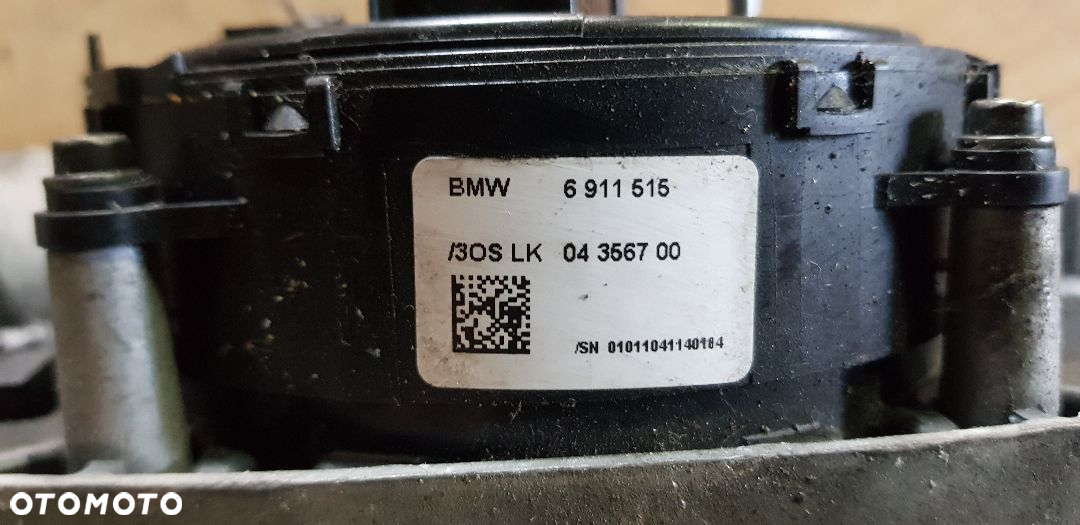 BMW 6 911 515
/3OS LK 04 3567 00
/SN 01011041140184
OTOMOTO